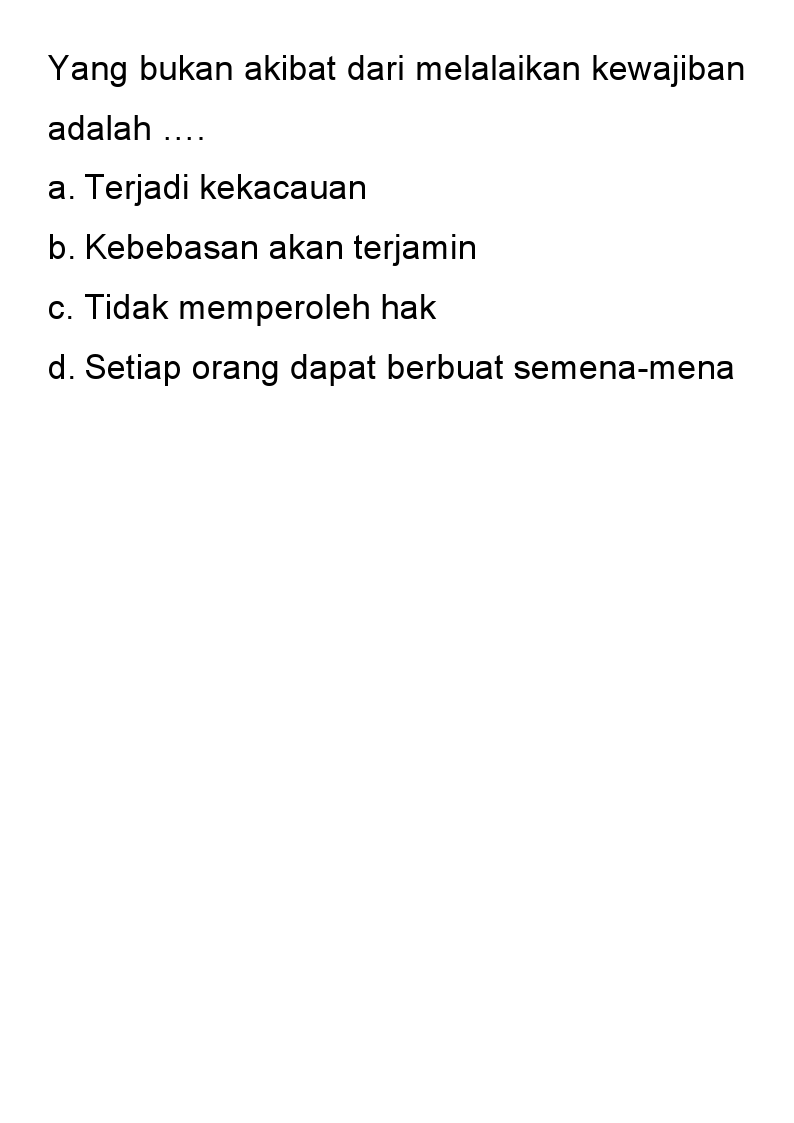 Yang bukan akibat dari melalaikan kewajiban
adalah ....
a. Terjadi kekacauan
b. Kebebasan akan terjamin
c. Tidak memperoleh hak
d. Setiap orang dapat berbuat semena-mena